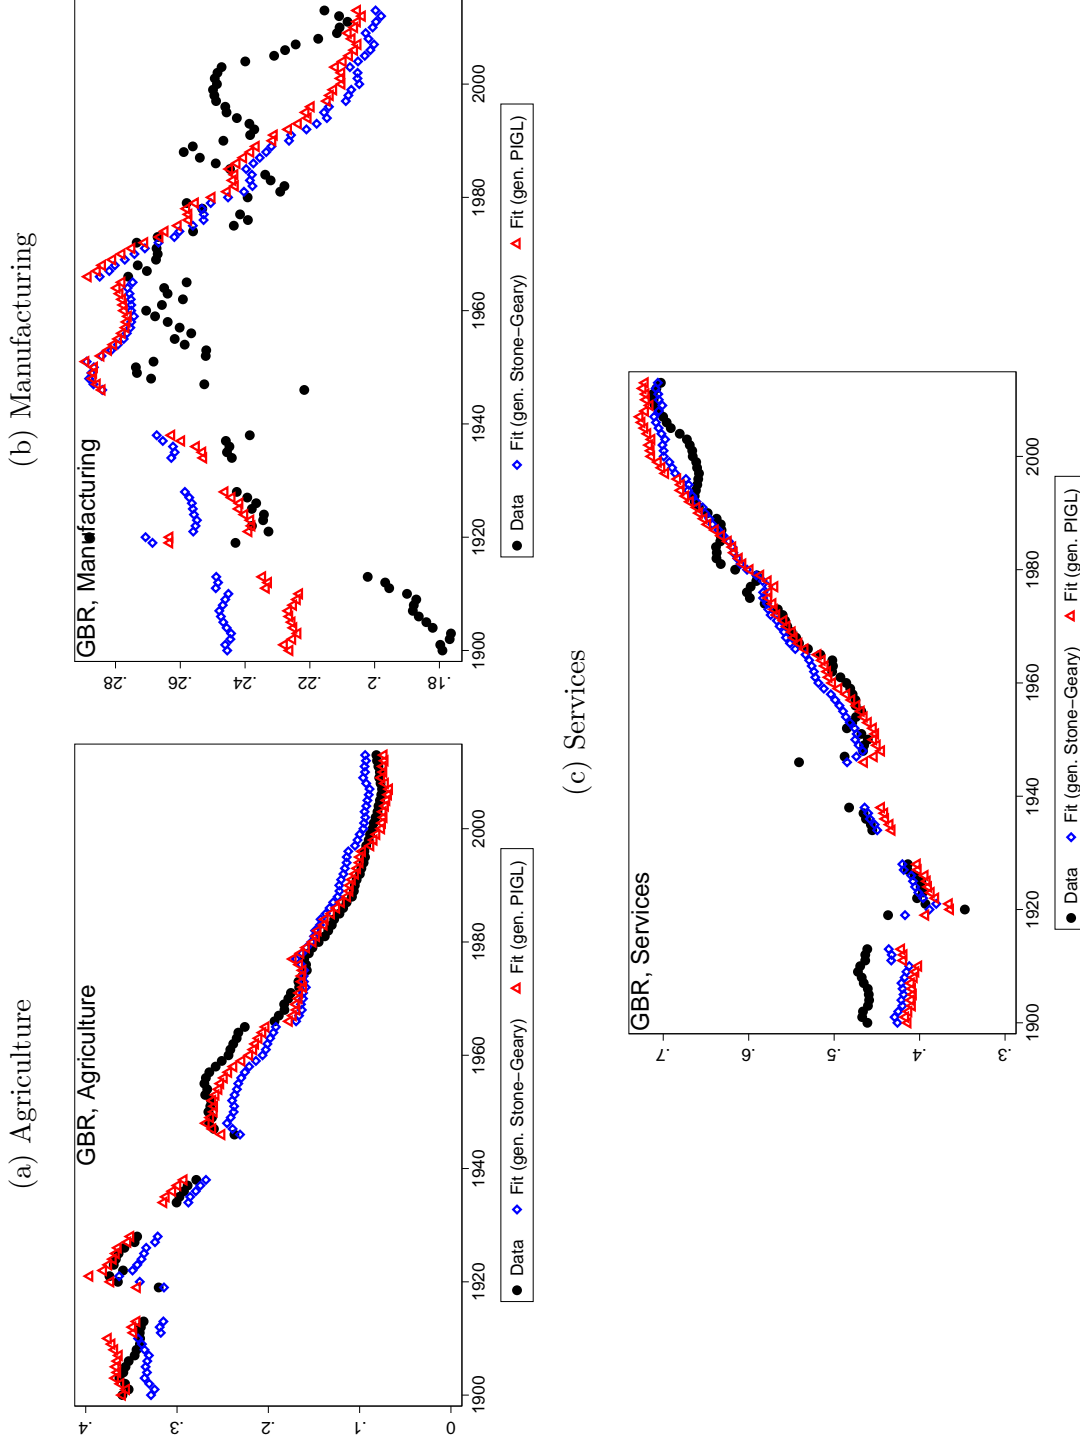 (a) Agriculture
GBR, Agriculture
.4
.3
.2
.1
0
1900
1920
1940
1960
1980
2000
Data
Fit (gen. Stone−Geary)
Fit (gen. PIGL)
(b) Manufacturing
GBR, Manufacturing
.28
.26
.24
.22
.2
.18
1900
1920
1940
1960
1980
2000
Data
Fit (gen. Stone−Geary)
Fit (gen. PIGL)
(c) Services
GBR, Services
.7
.6
.5
.4
.3
1900
1920
1940
1960
1980
2000
Data
Fit (gen. Stone−Geary)
Fit (gen. PIGL)